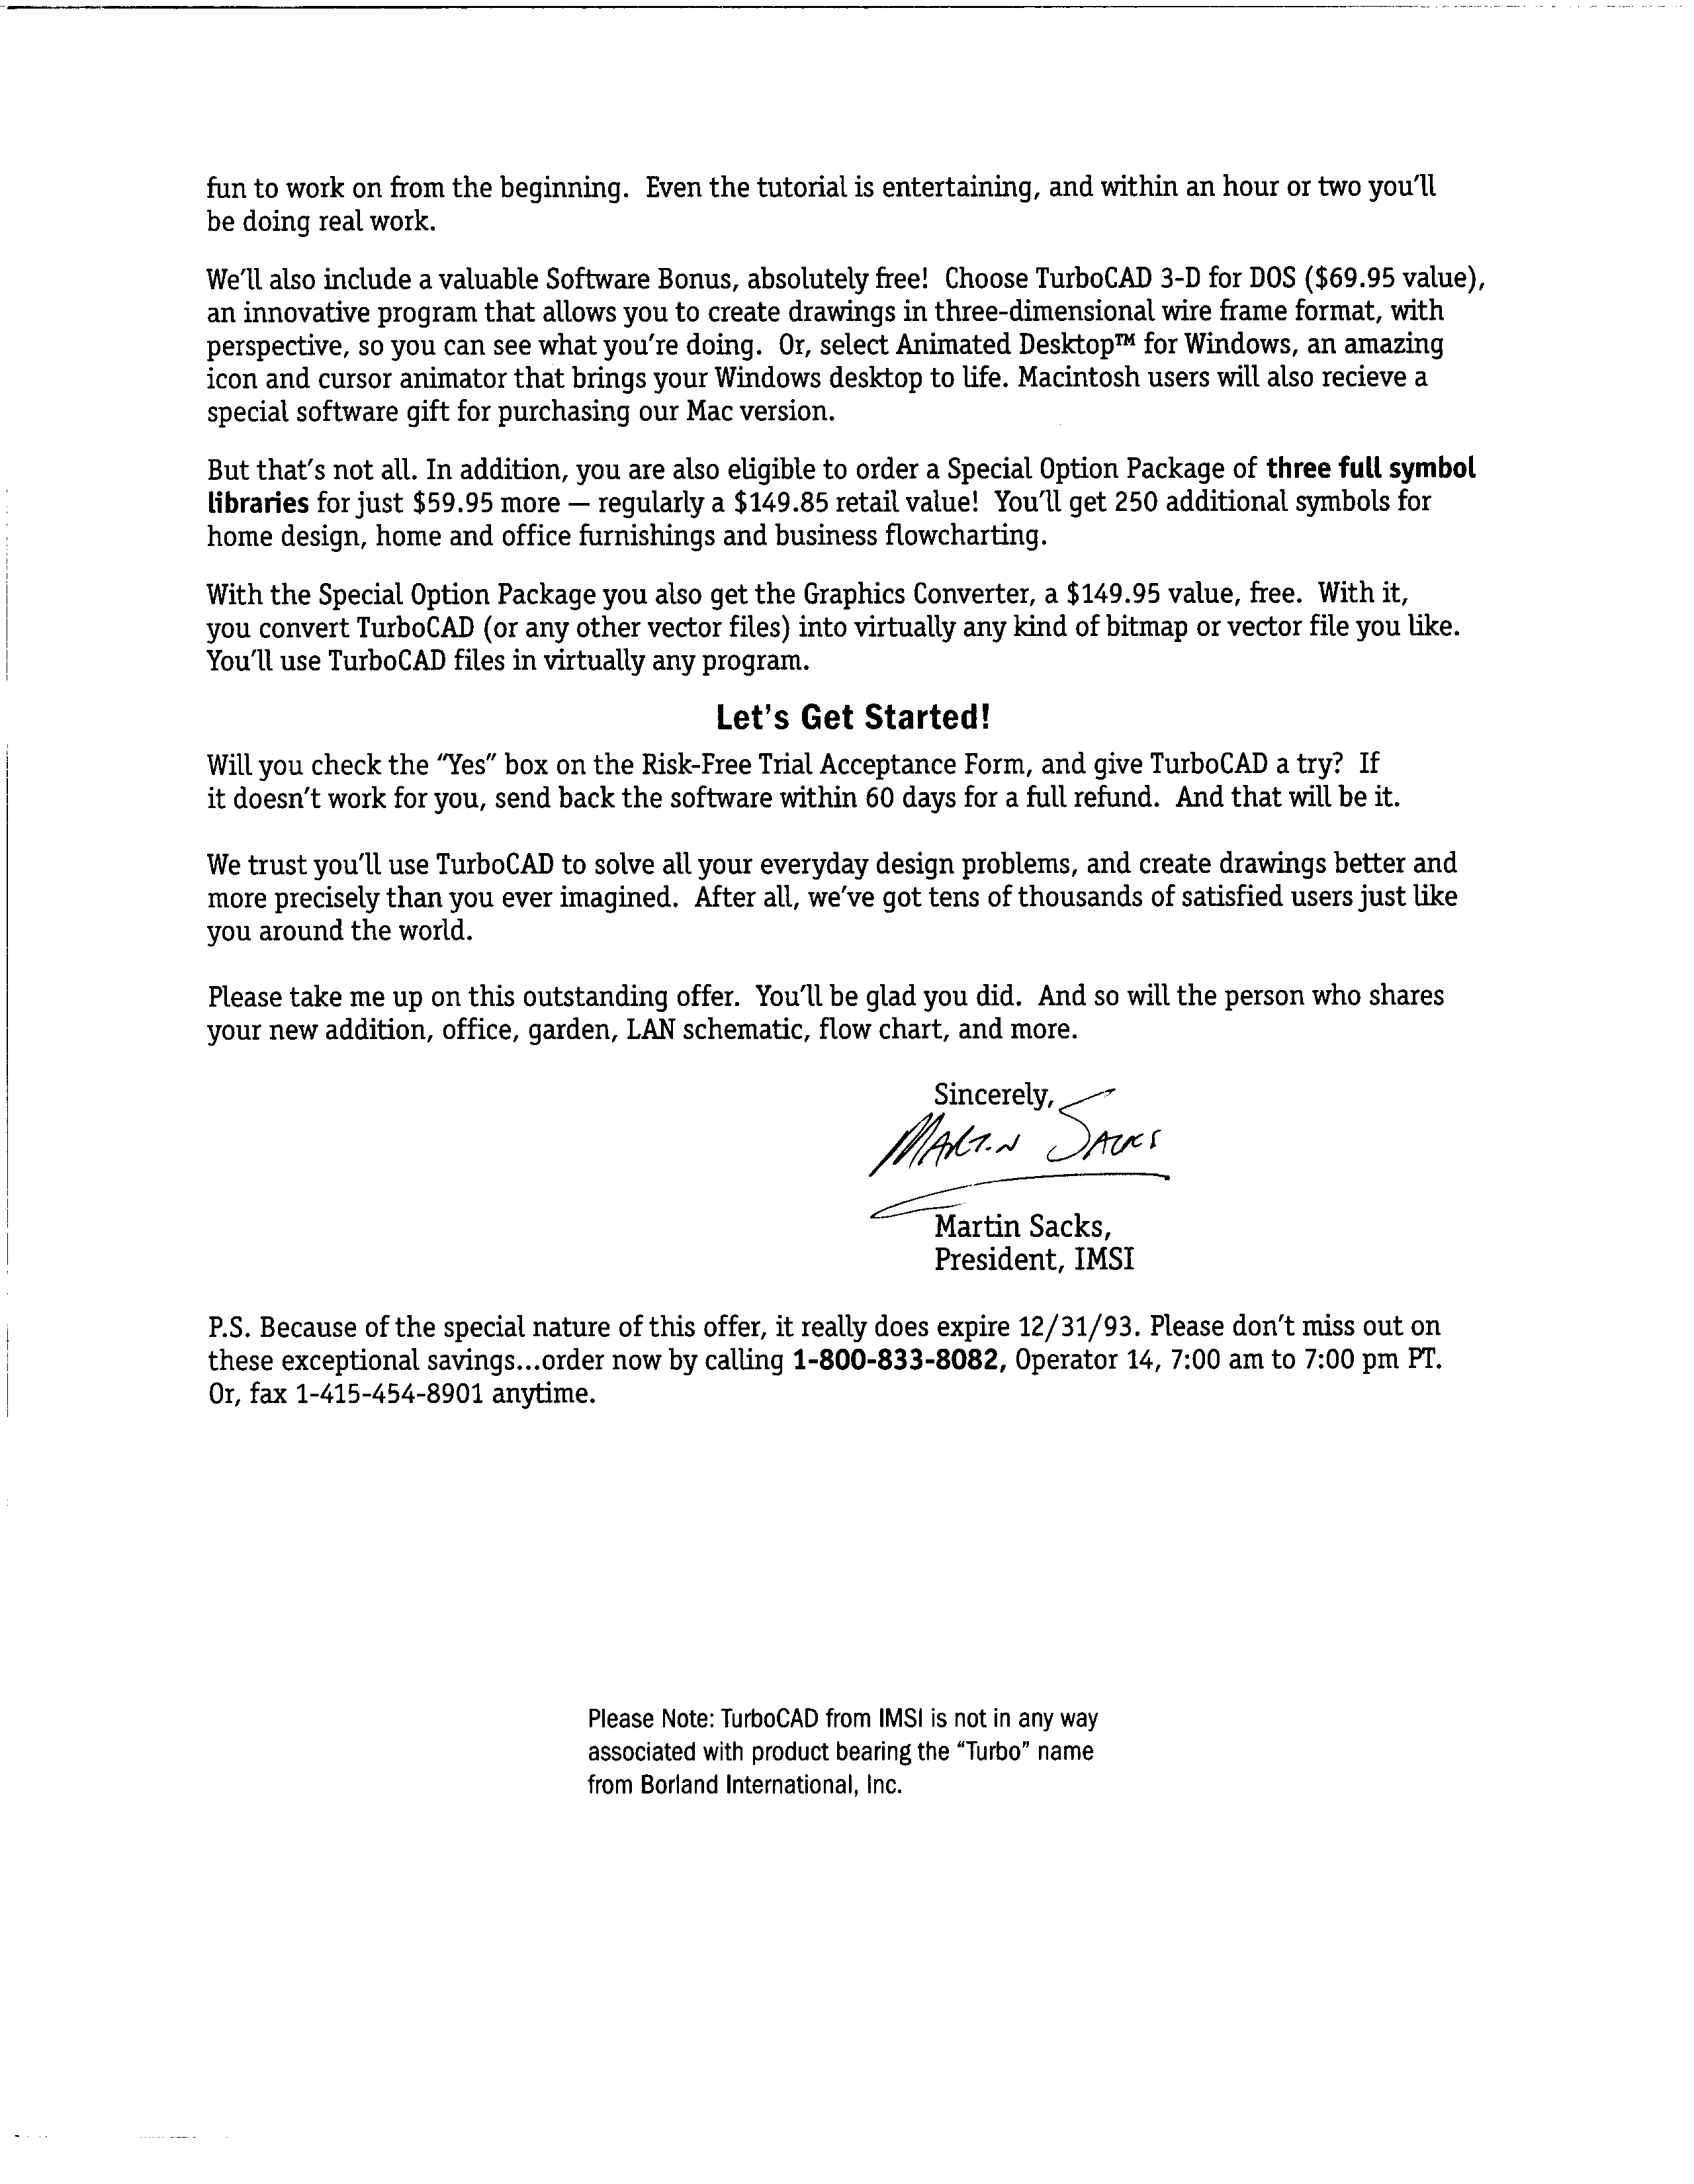 fun to work on from the beginning.  Even the tutorial is entertaining, and within an hour or two you'll
be doing real work.
We'll also include a valuable Software Bonus, absolutely free!  Choose TurboCAD 3-D for DOS ($69.95 value),
an innovative program that allows you to create drawings in three-dimensional wire frame format, with
perspective, so you can see what you're doing.  Or, select Animated Desktop™ for Windows, an amazing
icon and cursor animator that brings your Windows desktop to life. Macintosh users will also recieve a
special software gift for purchasing our Mac version.
But that's not all. In addition, you are also eligible to order a Special Option Package of three full symbol
libraries for just $59.95 more — regularly a $149.85 retail value!  You'll get 250 additional symbols for
home design, home and office furnishings and business flowcharting.
With the Special Option Package you also get the Graphics Converter, a $149.95 value, free.  With it,
you convert TurboCAD (or any other vector files) into virtually any kind of bitmap or vector file you like.
You'll use TurboCAD files in virtually any program.
Let's Get Started!
Will you check the "Yes" box on the Risk-Free Trial Acceptance Form, and give TurboCAD a try?  If
it doesn't work for you, send back the software within 60 days for a full refund.  And that will be it.
We trust you'll use TurboCAD to solve all your everyday design problems, and create drawings better and
more precisely than you ever imagined.  After all, we've got tens of thousands of satisfied users just like
you around the world.
Please take me up on this outstanding offer.  You'll be glad you did.  And so will the person who shares
your new addition, office, garden, LAN schematic, flow chart, and more.
Sincerely,
Martin Sacks
Martin Sacks,
President, IMSI
P.S. Because of the special nature of this offer, it really does expire 12/31/93. Please don't miss out on
these exceptional savings...order now by calling 1-800-833-8082, Operator 14, 7:00 am to 7:00 pm PT.
Or, fax 1-415-454-8901 anytime.
Please Note: TurboCAD from IMSI is not in any way
associated with product bearing the "Turbo" name
from Borland International, Inc.